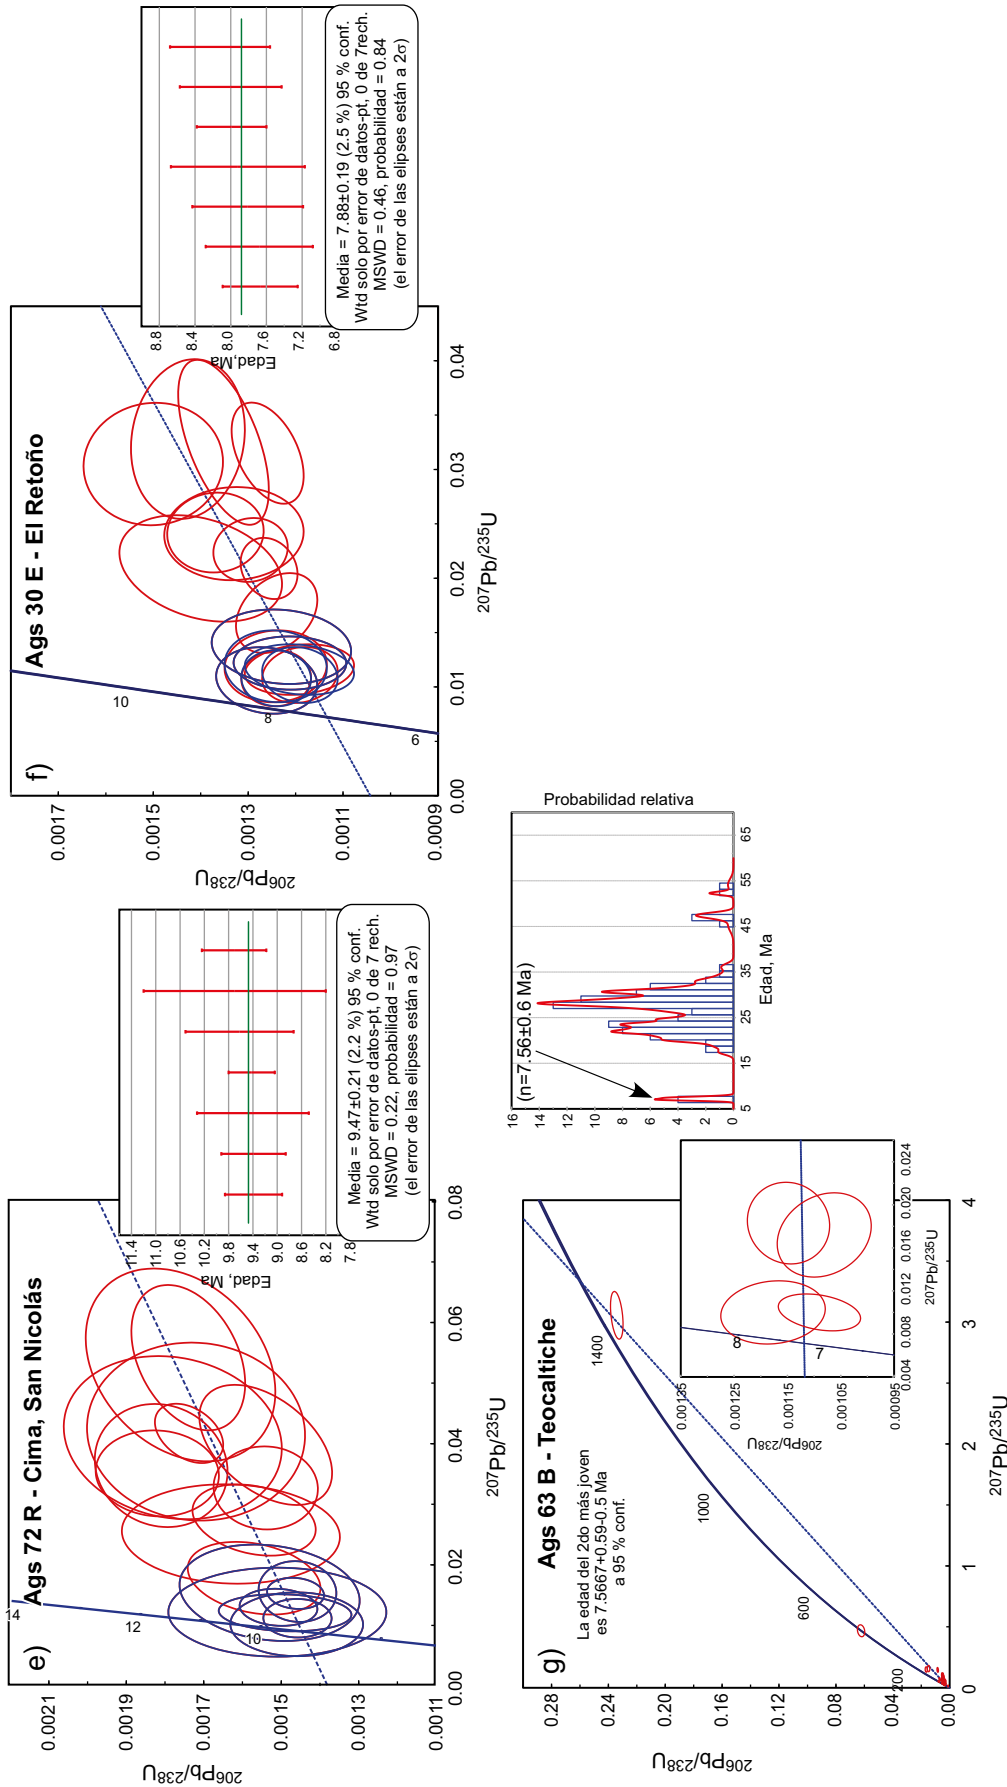 e)
Ags 72 R - Cima, San Nicolás
0.0021
0.0019
0.0017
0.0015
0.0013
0.0011
206Pb/238U
0.00
0.02
0.04
0.06
0.08
207Pb/235U
14
12
10
11.4
11.0
10.6
10.2
9.8
9.4
9.0
8.6
8.2
7.8
Edad, Ma
Media = 9.47±0.21 (2.2 %) 95 % conf.
Wtd solo por error de datos-pt, 0 de 7 rech.
MSWD = 0.22, probabilidad = 0.97
(el error de las elipses están a 2σ)
f)
Ags 30 E - El Retoño
0.0017
0.0015
0.0013
0.0011
0.0009
206Pb/238U
0.00
0.01
0.02
0.03
0.04
207Pb/235U
10
8
6
8.8
8.4
8.0
7.6
7.2
6.8
Edad,Ma
Media = 7.88±0.19 (2.5 %) 95 % conf.
Wtd solo por error de datos-pt, 0 de 7rech.
MSWD = 0.46, probabilidad = 0.84
(el error de las elipses están a 2σ)
g)
Ags 63 B - Teocaltiche
La edad del 2do más joven
es 7.5667+0.59-0.5 Ma
a 95 % conf.
0.28
0.24
0.20
0.16
0.12
0.08
0.04
0.00
206Pb/238U
0
1
2
3
4
207Pb/235U
200
600
1000
1400
0.00135
0.00125
0.00115
0.00105
0.00095
206Pb/238U
0.004
0.008
0.012
0.016
0.020
0.024
207Pb/235U
8
7
(n=7.56±0.6 Ma)
16
14
12
10
8
6
4
2
0
5
15
25
35
45
55
65
Edad, Ma
Probabilidad relativa